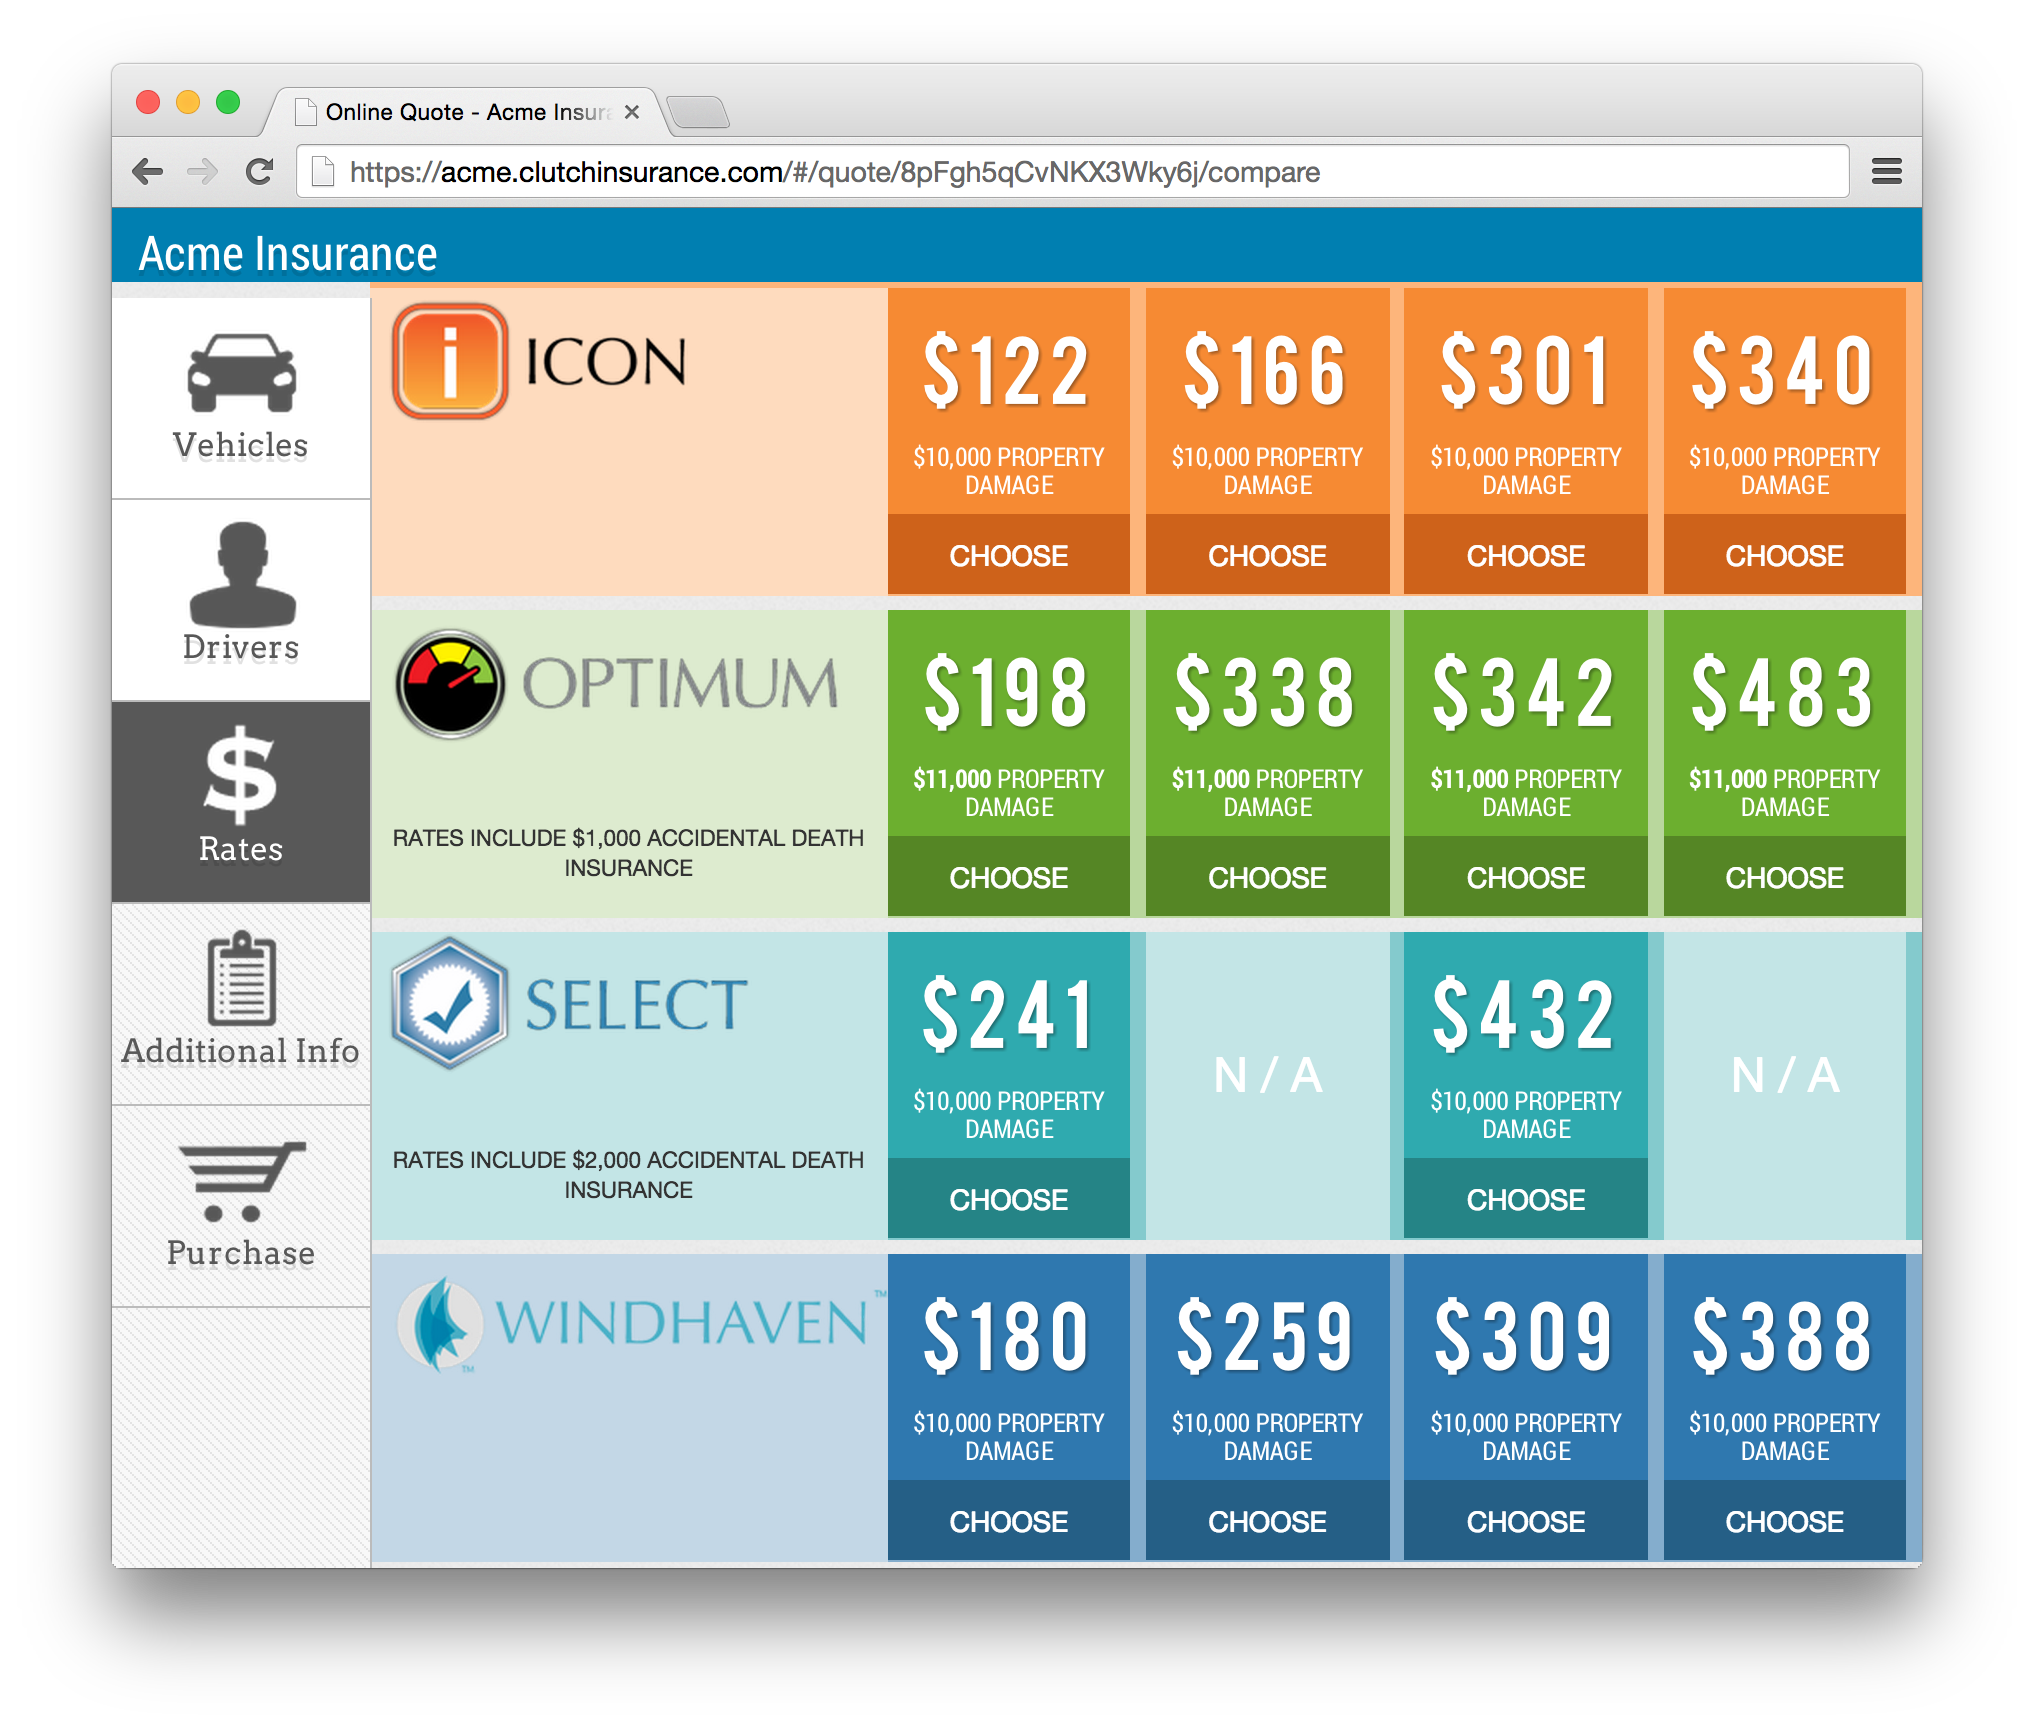 Online Quote - Acme Insura
https://acme.clutchinsurance.com/#/quote/8pFgh5qCvNKX3Wky6j/compare
Acme Insurance
Vehicles
Drivers
$
Rates
Additional Info
Purchase
i ICON
$122 $166 $301 $340
$10,000 PROPERTY $10,000 PROPERTY $10,000 PROPERTY $10,000 PROPERTY
DAMAGE DAMAGE DAMAGE DAMAGE
CHOOSE CHOOSE CHOOSE CHOOSE
OPTIMUM
$198 $338 $342 $483
$11,000 PROPERTY $11,000 PROPERTY $11,000 PROPERTY $11,000 PROPERTY
DAMAGE DAMAGE DAMAGE DAMAGE
RATES INCLUDE $1,000 ACCIDENTAL DEATH
INSURANCE
CHOOSE CHOOSE CHOOSE CHOOSE
SELECT
$241 N/A $432 N/A
$10,000 PROPERTY $10,000 PROPERTY
DAMAGE DAMAGE
RATES INCLUDE $2,000 ACCIDENTAL DEATH
INSURANCE
CHOOSE CHOOSE
WINDHAVEN™
™
$180 $259 $309 $388
$10,000 PROPERTY $10,000 PROPERTY $10,000 PROPERTY $10,000 PROPERTY
DAMAGE DAMAGE DAMAGE DAMAGE
CHOOSE CHOOSE CHOOSE CHOOSE